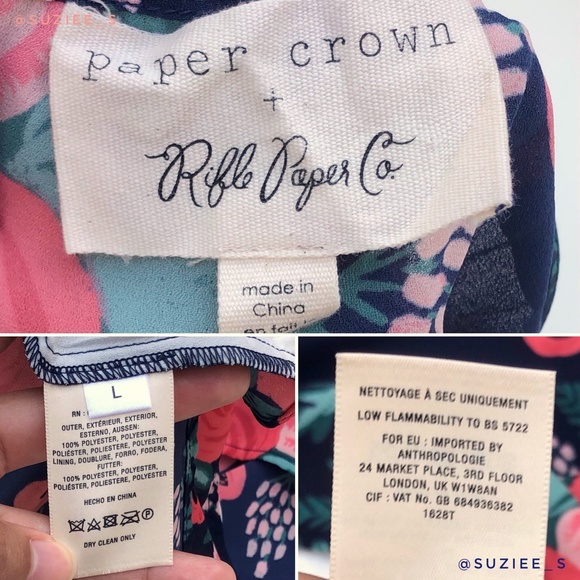 @SUZIEE_S
paper crown
+
Rifle Paper Co.
made in
China
en taill
L
RN:
OUTER, EXTÉRIEUR, EXTERIOR,
ESTERNO, AUSSEN:
100% POLYESTER, POLYESTER,
POLIÉSTER, POLIESTERE, POLYESTER
LINING, DOUBLURE, FORRO, FODERA,
FUTTER:
100% POLYESTER, POLYESTER,
POLIÉSTER, POLIESTERE, POLYESTER
HECHO EN CHINA
P
DRY CLEAN ONLY
NETTOYAGE À SEC UNIQUEMENT
LOW FLAMMABILITY TO BS 5722
FOR EU : IMPORTED BY
ANTHROPOLOGIE
24 MARKET PLACE, 3RD FLOOR
LONDON, UK W1W8AN
CIF : VAT No. GB 684936382
1628T
@SUZIEE_S